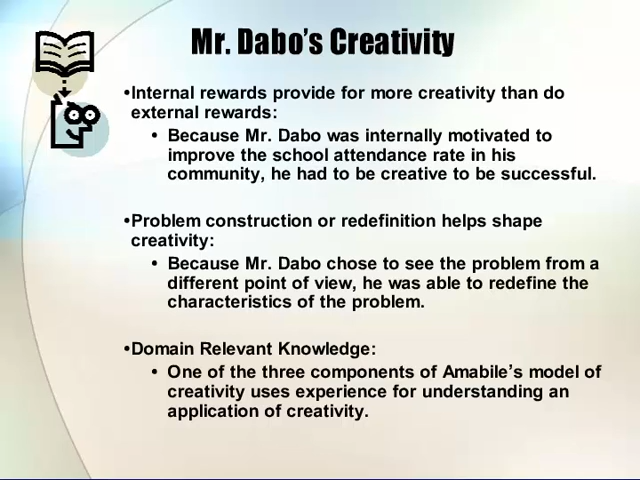 Mr. Dabo’s Creativity
•Internal rewards provide for more creativity than do
external rewards:
• Because Mr. Dabo was internally motivated to
improve the school attendance rate in his
community, he had to be creative to be successful.
•Problem construction or redefinition helps shape
creativity:
• Because Mr. Dabo chose to see the problem from a
different point of view, he was able to redefine the
characteristics of the problem.
•Domain Relevant Knowledge:
• One of the three components of Amabile’s model of
creativity uses experience for understanding an
application of creativity.